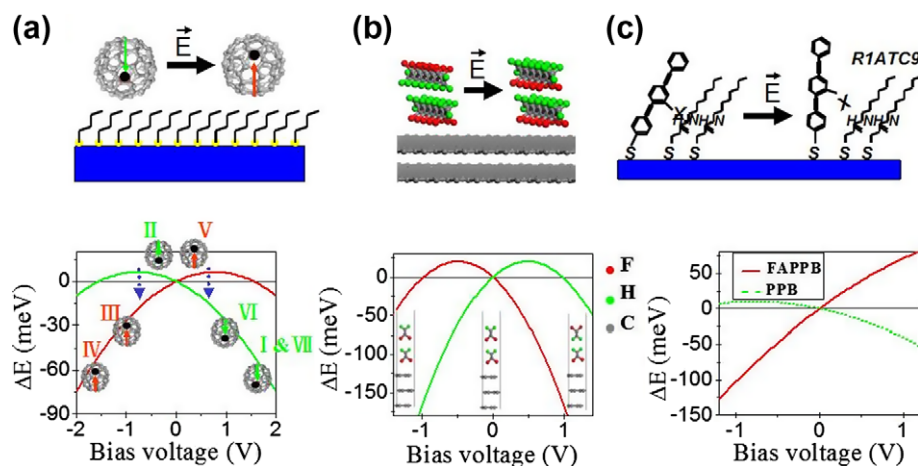 (a)
E
(b)
E
(c)
R1ATC9
X
E
X
S S S
S S S
II V
III
IV
VI
I & VII
ΔE (meV)
0
-30
-60
-90
-2 -1 0 1 2
Bias voltage (V)
ΔE (meV)
0
-50
-100
-150
-1 0 1
Bias voltage (V)
F
H
C
ΔE (meV)
50
0
-50
-100
-150
FAPPB
PPB
-1 0 1
Bias voltage (V)